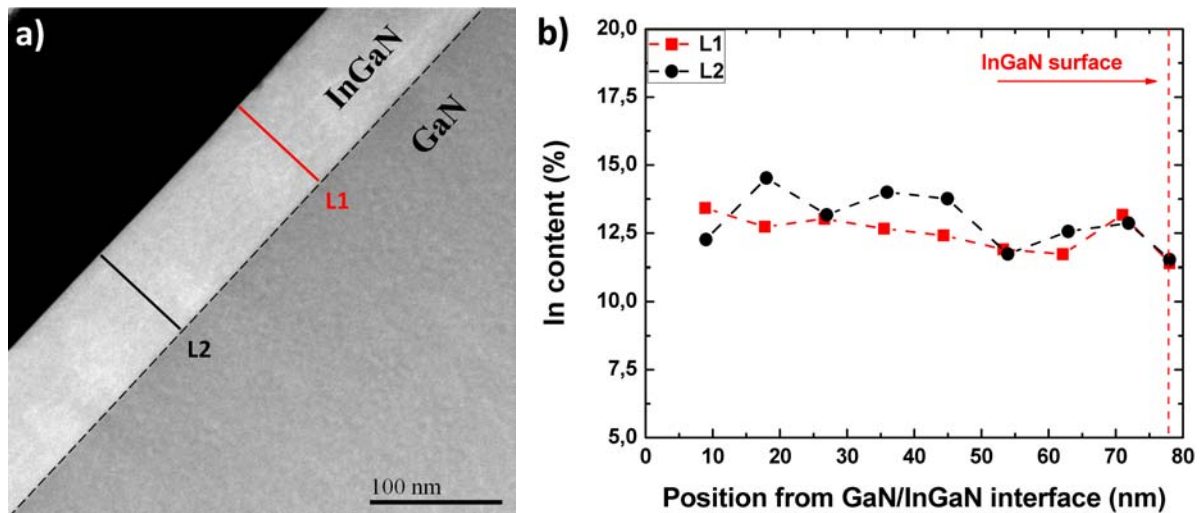 a)
InGaN
GaN
L1
L2
100 nm
b)
In content (%)
20,0
17,5
15,0
12,5
10,0
7,5
5,0
L1
L2
InGaN surface
0 10 20 30 40 50 60 70 80
Position from GaN/InGaN interface (nm)